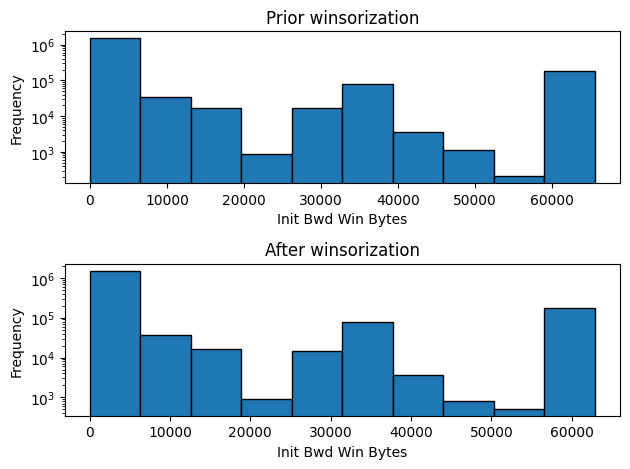 Prior winsorization
10^6
10^5
10^4
10^3
Frequency
0 10000 20000 30000 40000 50000 60000
Init Bwd Win Bytes
After winsorization
10^6
10^5
10^4
10^3
Frequency
0 10000 20000 30000 40000 50000 60000
Init Bwd Win Bytes